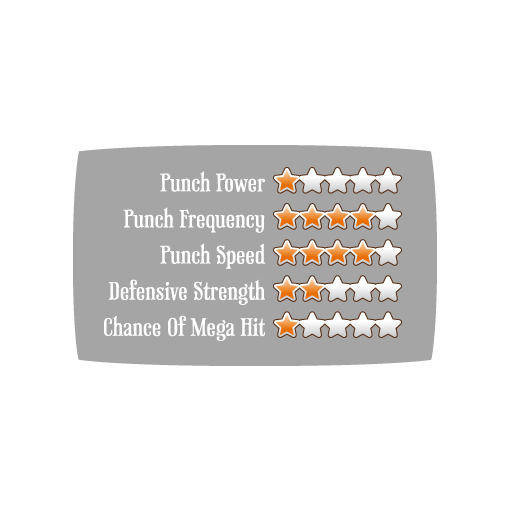 Punch Power
Punch Frequency
Punch Speed
Defensive Strength
Chance Of Mega Hit